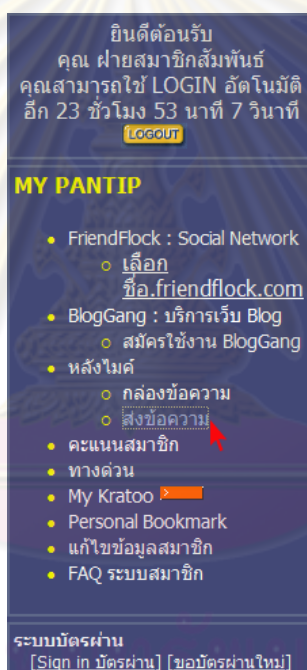 ยินดีต้อนรับ
คุณ ฝ่ายสมาชิกสัมพันธ์
คุณสามารถใช้ LOGIN อัตโนมัติ
อีก 23 ชั่วโมง 53 นาที 7 วินาที
LOGOUT
MY PANTIP
FriendFlock : Social Network
เลือก
ชื่อ.friendflock.com
BlogGang : บริการเว็บ Blog
สมัครใช้งาน BlogGang
หลังไมค์
กล่องข้อความ
ส่งข้อความ
คะแนนสมาชิก
ทางด่วน
My Kratoo
Personal Bookmark
แก้ไขข้อมูลสมาชิก
FAQ ระบบสมาชิก
ระบบบัตรผ่าน
[Sign in บัตรผ่าน] [ขอบัตรผ่านใหม่]